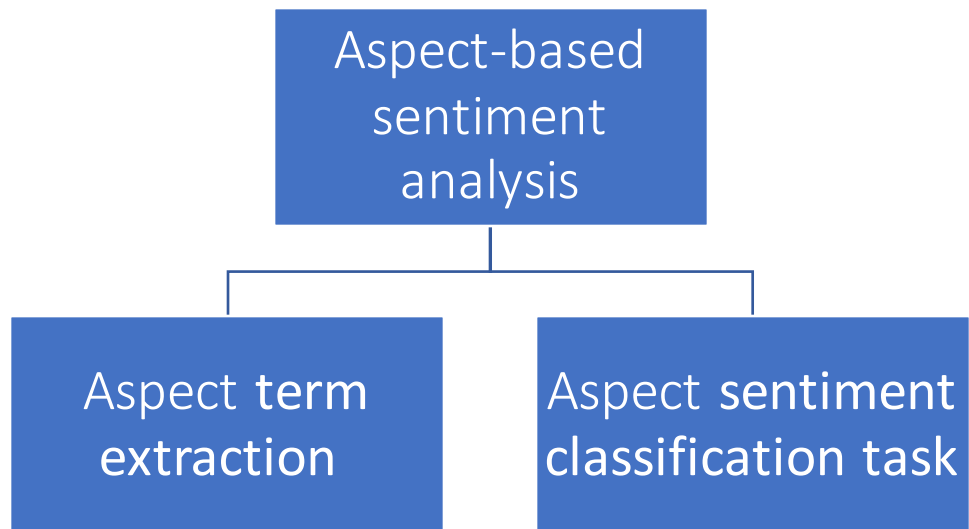 Aspect-based
sentiment
analysis
Aspect term
extraction
Aspect sentiment
classification task